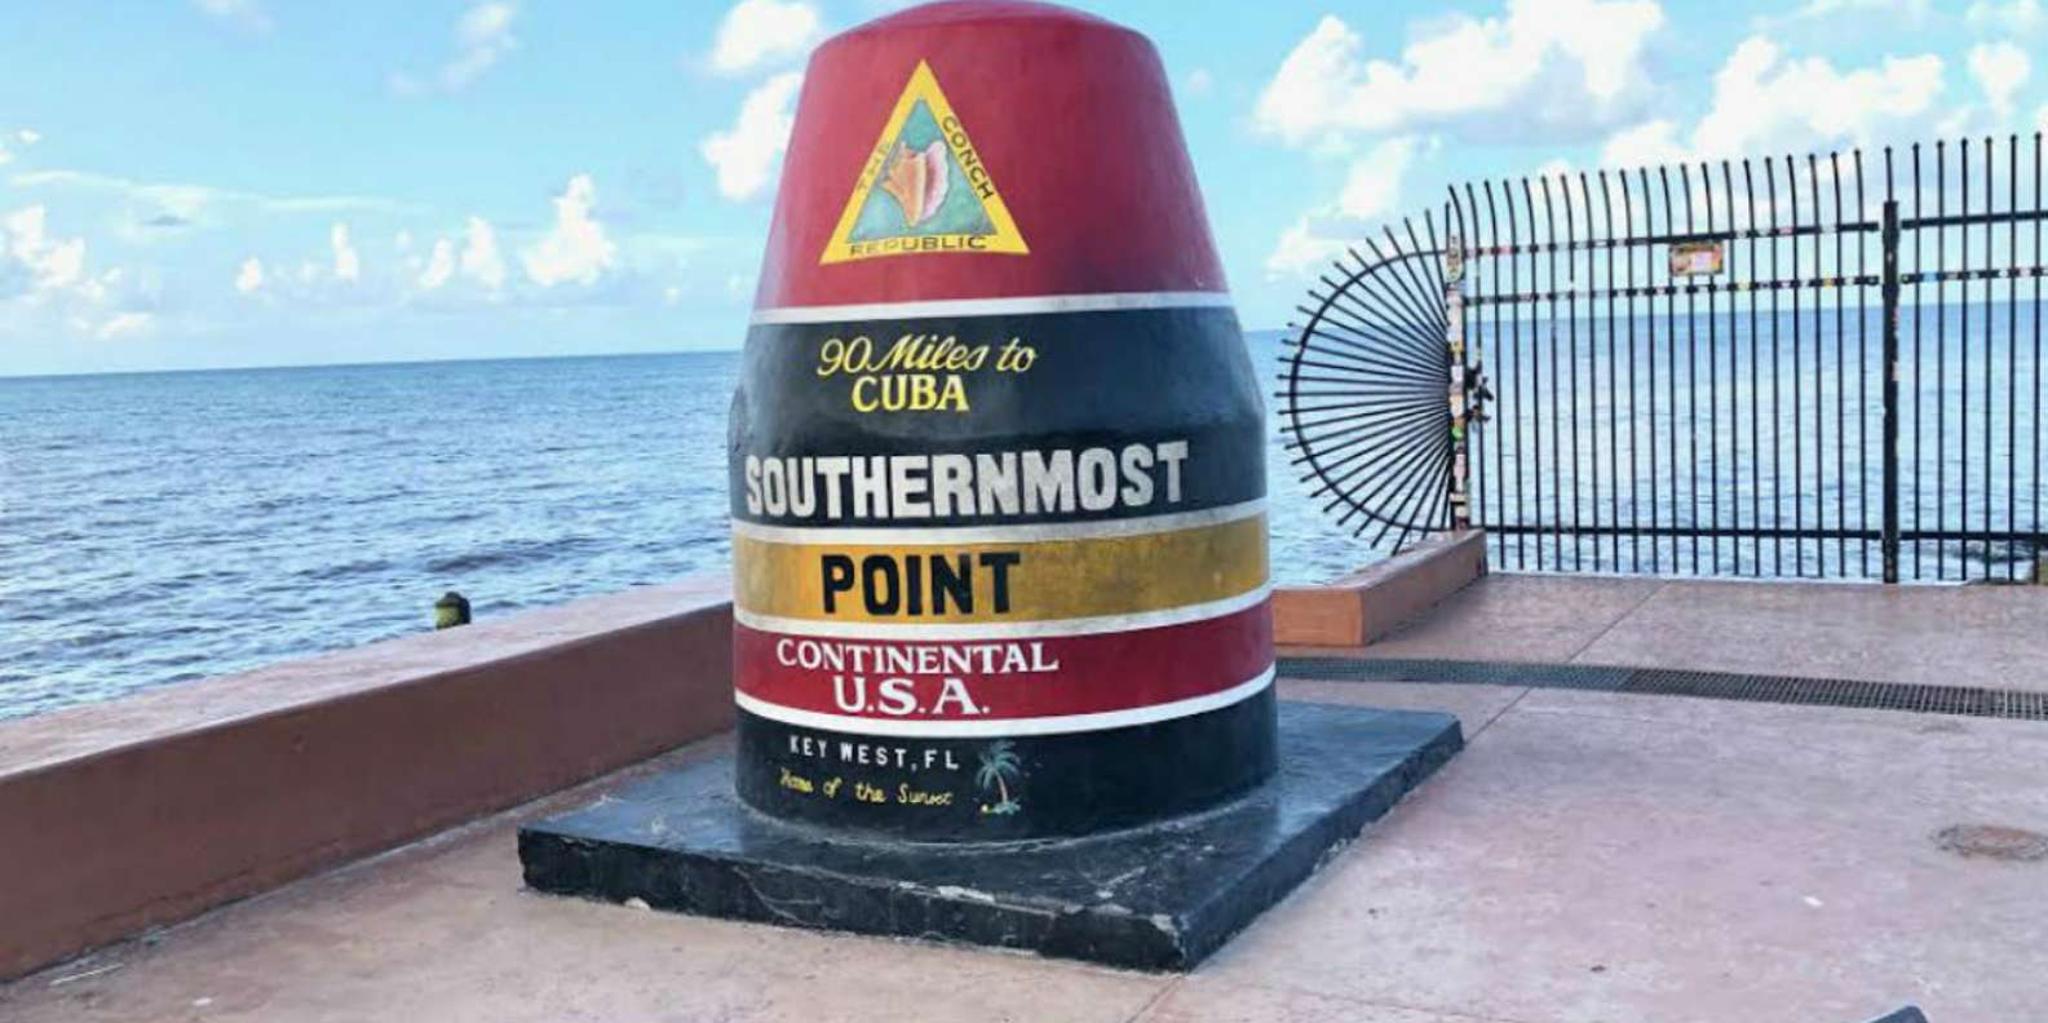 THE CONCH
REPUBLIC
90 Miles to
CUBA
SOUTHERNMOST
POINT
CONTINENTAL
U.S.A.
KEY WEST, FL
Home of the Sunset